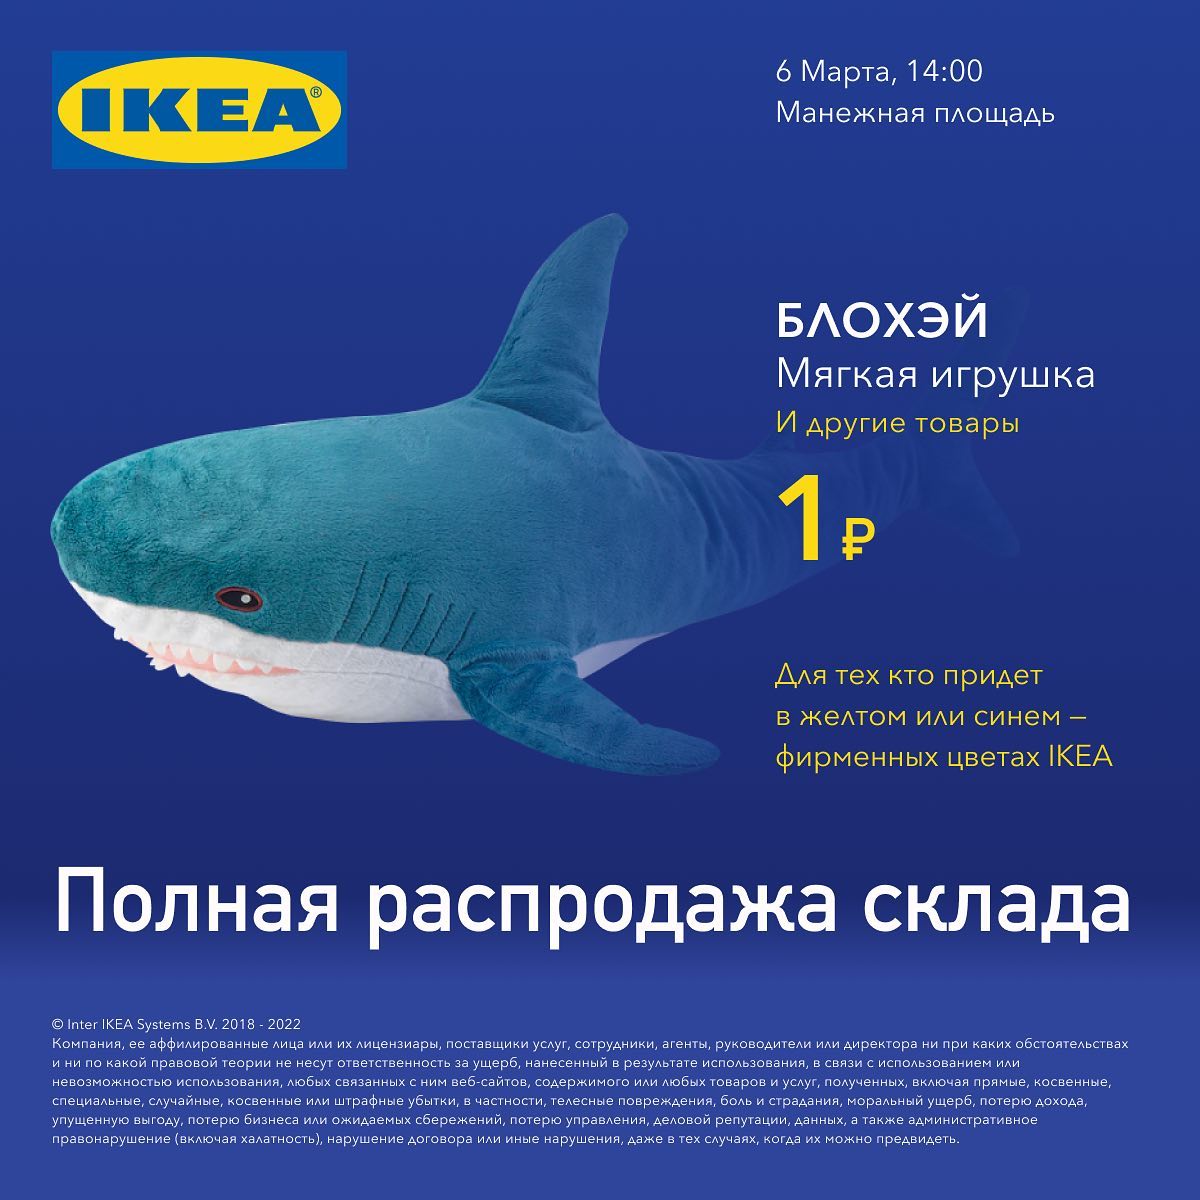 IKEA®
6 Марта, 14:00
Манежная площадь
БЛОХЭЙ
Мягкая игрушка
И другие товары
1 ₽
Для тех кто придет
в желтом или синем –
фирменных цветах IKEA
Полная распродажа склада
© Inter IKEA Systems B.V. 2018 - 2022
Компания, ее аффилированные лица или их лицензиары, поставщики услуг, сотрудники, агенты, руководители или директора ни при каких обстоятельствах
и ни по какой правовой теории не несут ответственность за ущерб, нанесенный в результате использования, в связи с использованием или
невозможностью использования, любых связанных с ним веб-сайтов, содержимого или любых товаров и услуг, полученных, включая прямые, косвенные,
специальные, случайные, косвенные или штрафные убытки, в частности, телесные повреждения, боль и страдания, моральный ущерб, потерю дохода,
упущенную выгоду, потерю бизнеса или ожидаемых сбережений, потерю управления, деловой репутации, данных, а также административное
правонарушение (включая халатность), нарушение договора или иные нарушения, даже в тех случаях, когда их можно предвидеть.